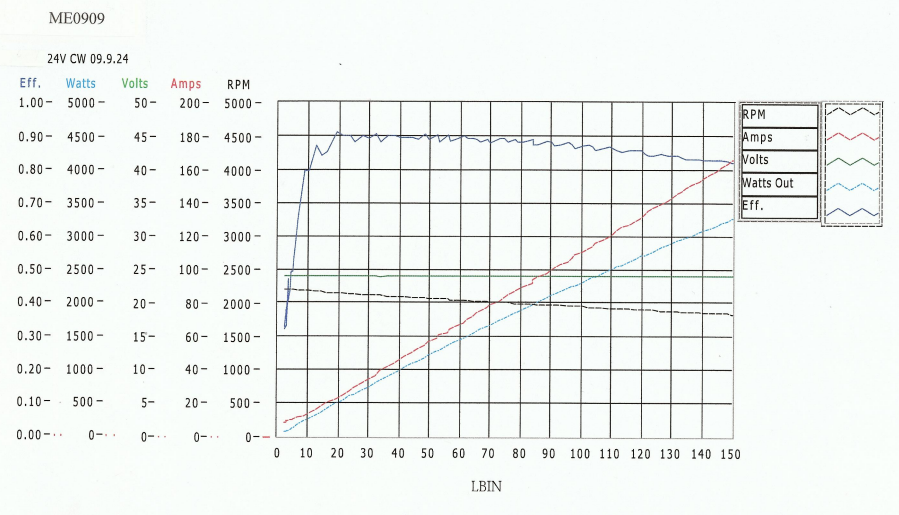 ME0909
24V CW 09.9.24
Eff. Watts Volts Amps RPM
1.00 5000 50 200 5000
0.90 4500 45 180 4500
0.80 4000 40 160 4000
0.70 3500 35 140 3500
0.60 3000 30 120 3000
0.50 2500 25 100 2500
0.40 2000 20 80 2000
0.30 1500 15 60 1500
0.20 1000 10 40 1000
0.10 500 5 20 500
0.00 0 0 0 0
0 10 20 30 40 50 60 70 80 90 100 110 120 130 140 150
LBIN
RPM
Amps
Volts
Watts Out
Eff.